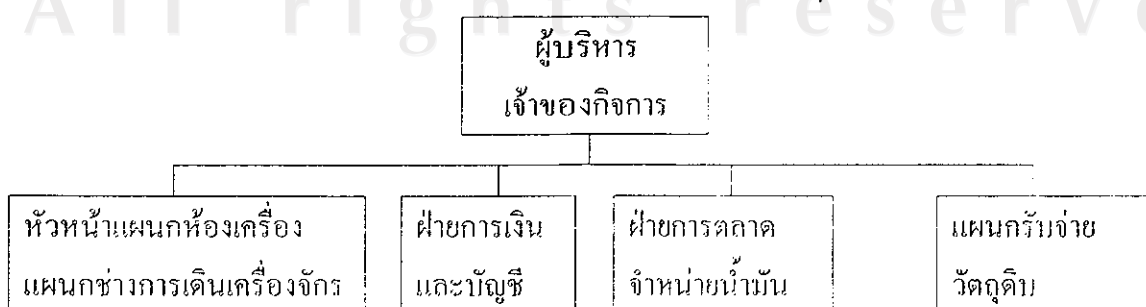 All rights reserve
ผู้บริหาร
เจ้าของกิจการ
หัวหน้าแผนกห้องเครื่อง
แผนกช่างการเดินเครื่องจักร
ฝ่ายการเงิน
และบัญชี
ฝ่ายการตลาด
จำหน่ายน้ำมัน
แผนกรับจ่าย
วัตถุดิบ